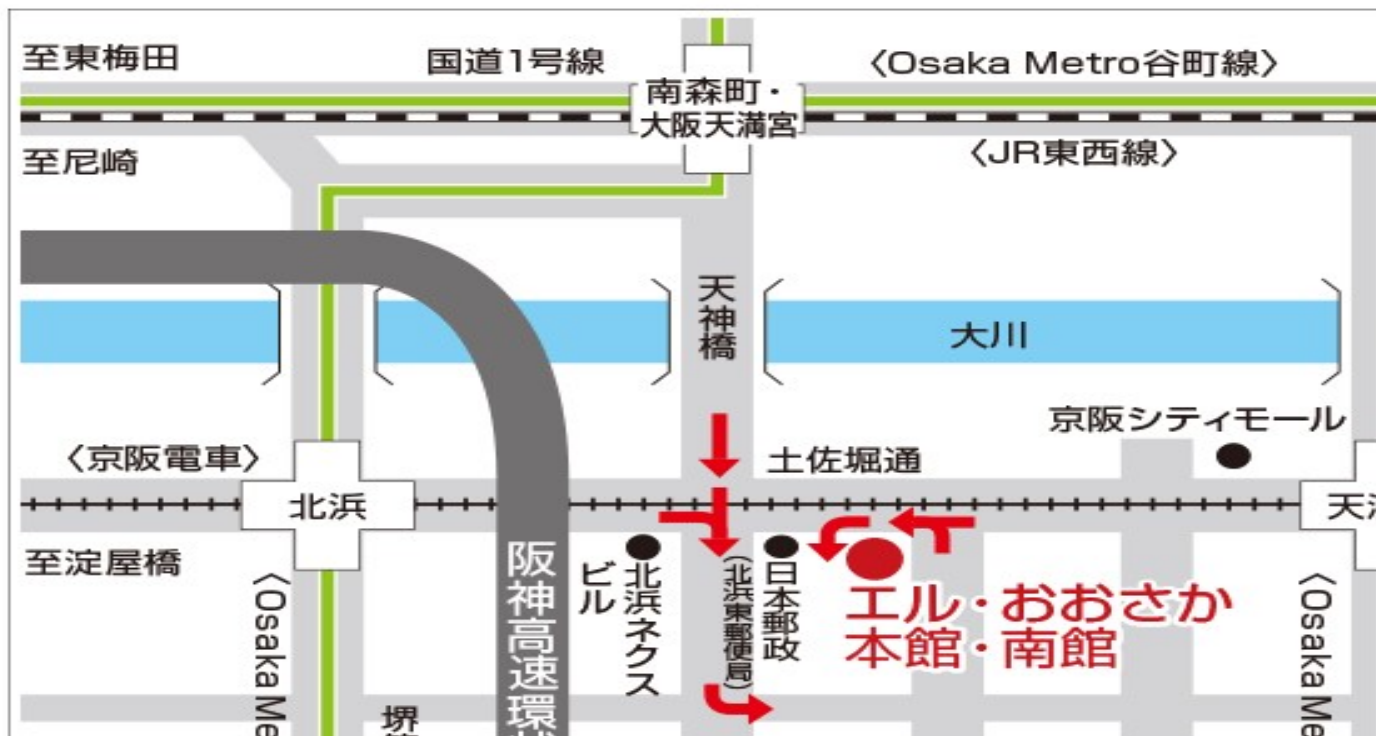 至東梅田
国道1号線
〈Osaka Metro谷町線〉
南森町・
大阪天満宮
至尼崎
〈JR東西線〉
天神橋
大川
京阪シティモール
〈京阪電車〉
土佐堀通
北浜
至淀屋橋
阪神高速環
北浜ネクス
ビル
(北浜東郵便局)
日本郵政
エル・おおさか
本館・南館
〈Osaka Me
〈Osaka Me
堺
天